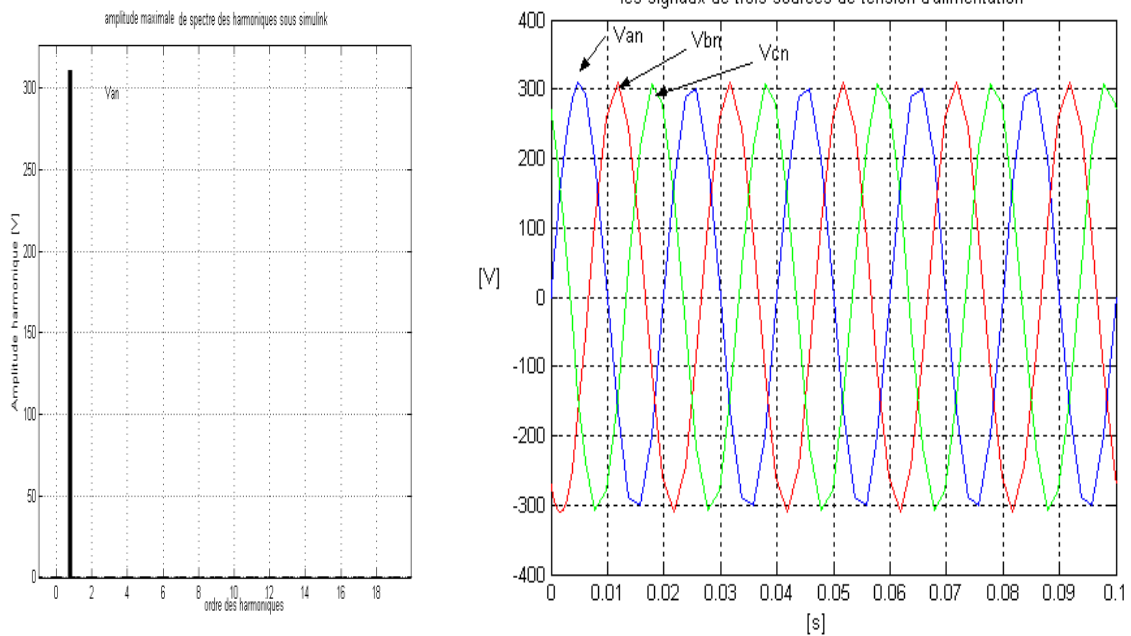 amplitude maximale de spectre des harmoniques sous simulink
Van
Amplitude harmonique [V]
300
250
200
150
100
50
0
0 2 4 6 8 10 12 14 16 18
ordre des harmoniques
les signaux de trois sources de tension d'alimentation
Van
Vbn
Vcn
[V]
400
300
200
100
0
-100
-200
-300
-400
0 0.01 0.02 0.03 0.04 0.05 0.06 0.07 0.08 0.09 0.1
[s]